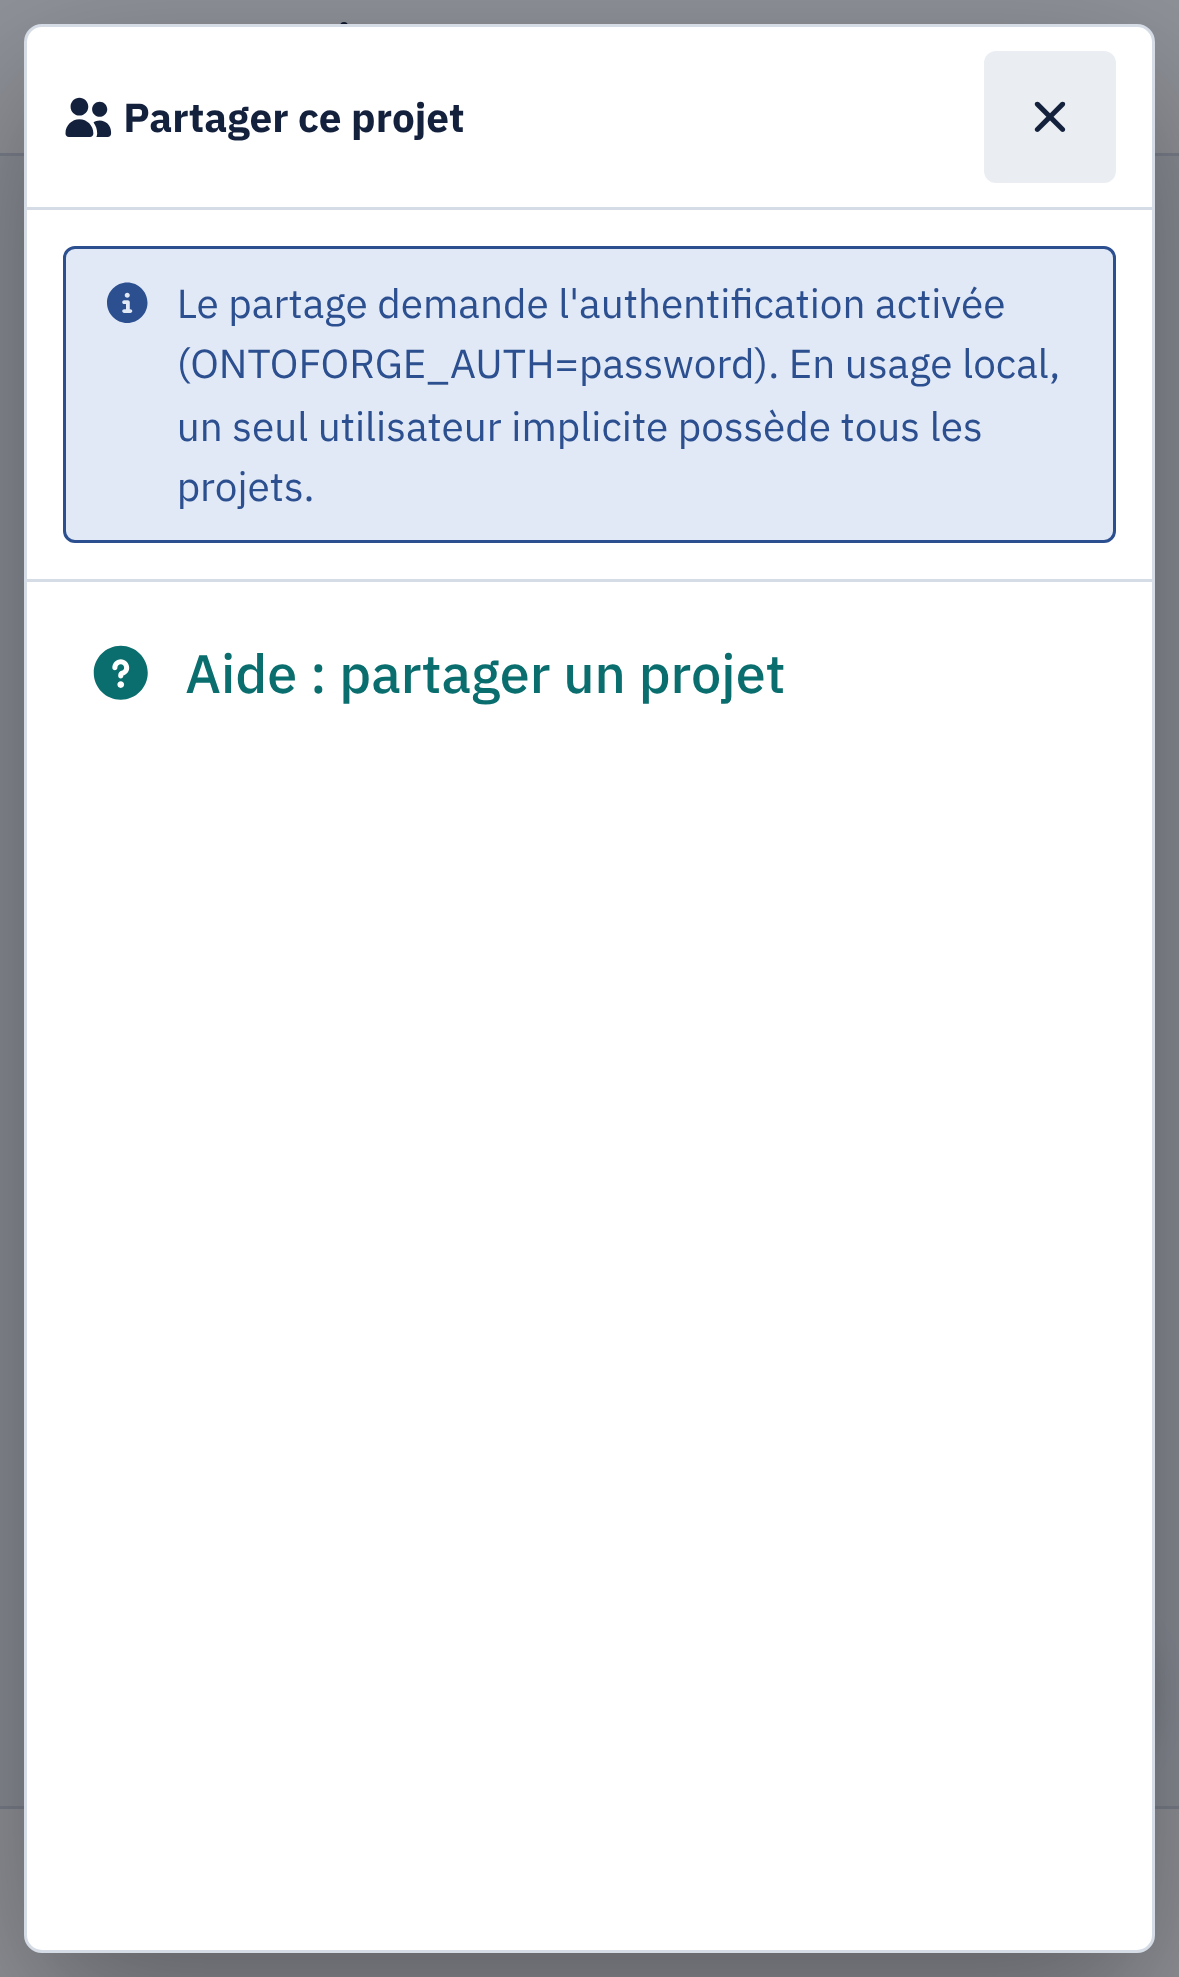 Partager ce projet
Le partage demande l'authentification activée
(ONTOFORGE_AUTH=password). En usage local,
un seul utilisateur implicite possède tous les
projets.
Aide : partager un projet